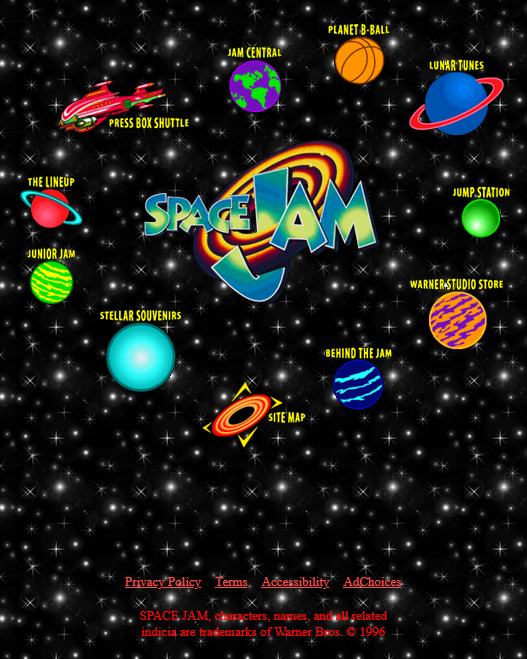 PLANET B-BALL
JAM CENTRAL
LUNAR TUNES
PRESS BOX SHUTTLE
THE LINEUP
SPACE JAM
JUMP STATION
JUNIOR JAM
WARNER STUDIO STORE
STELLAR SOUVENIRS
BEHIND THE JAM
SITE MAP
Privacy Policy Terms Accessibility AdChoices
SPACE JAM, characters, names, and all related
indicia are trademarks of Warner Bros. © 1996